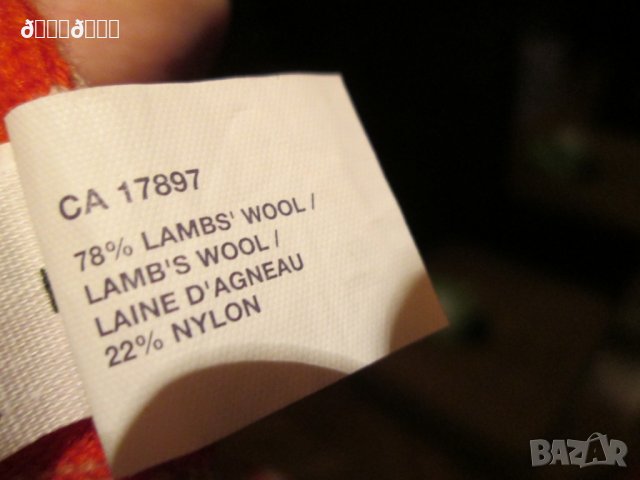 CA 17897
78% LAMBS' WOOL /
LAMB'S WOOL /
LAINE D'AGNEAU
22% NYLON
BAZAR